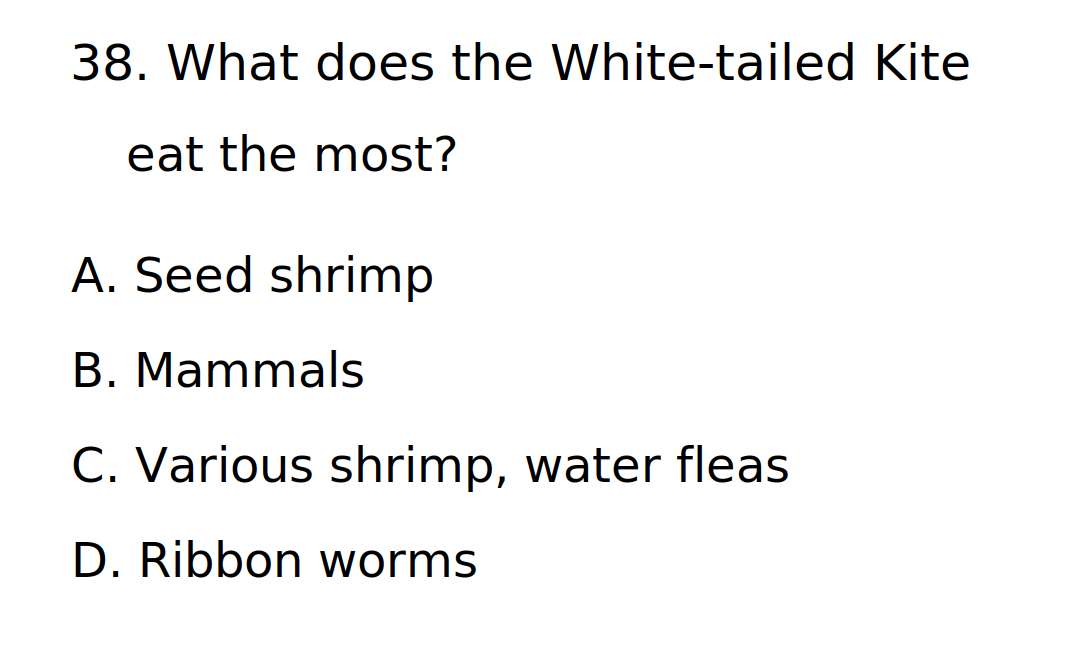 38. What does the White-tailed Kite
eat the most?
A. Seed shrimp
B. Mammals
C. Various shrimp, water fleas
D. Ribbon worms